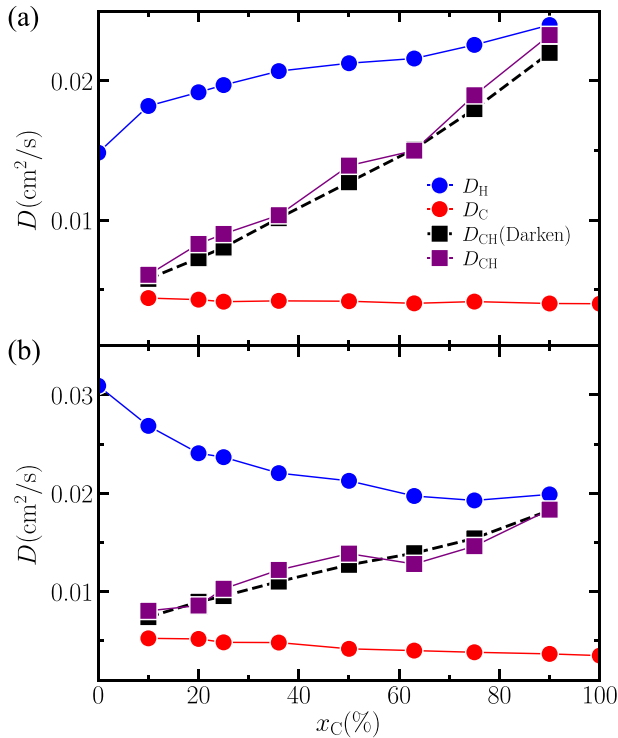 (a)
0.02
0.01
D(cm²/s)
D_H
D_C
D_CH(Darken)
D_CH
(b)
0.03
0.02
0.01
D(cm²/s)
0 20 40 60 80 100
x_C(%)